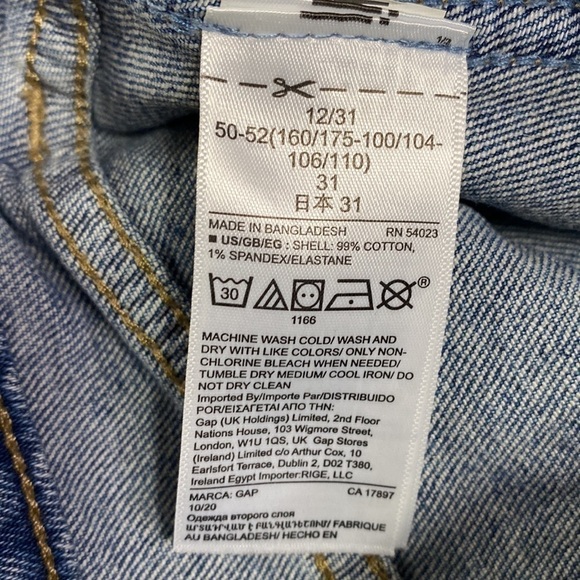 12/31
50-52(160/175-100/104-
106/110)
31
日本 31
MADE IN BANGLADESH RN 54023
■ US/GB/EG : SHELL: 99% COTTON,
1% SPANDEX/ELASTANE
30
1166
MACHINE WASH COLD/ WASH AND
DRY WITH LIKE COLORS/ ONLY NON-
CHLORINE BLEACH WHEN NEEDED/
TUMBLE DRY MEDIUM/ COOL IRON/ DO
NOT DRY CLEAN
Imported By/Importe Par/DISTRIBUIDO
POR/ΕΙΣΑΓΕΤΑΙ ΑΠΟ ΤΗΝ:
Gap (UK Holdings) Limited, 2nd Floor
Nations House, 103 Wigmore Street,
London, W1U 1QS, UK Gap Stores
(Ireland) Limited c/o Arthur Cox, 10
Earlsfort Terrace, Dublin 2, D02 T380,
Ireland Egypt Importer:RIGE, LLC
MARCA: GAP CA 17897
10/20
Одежда второго слоя
ԱՐՏԱԴՐՎԱԾ Է ԲԱՆԳԼԱԴԵՇՈՒՄ/ FABRIQUE
AU BANGLADESH/ HECHO EN